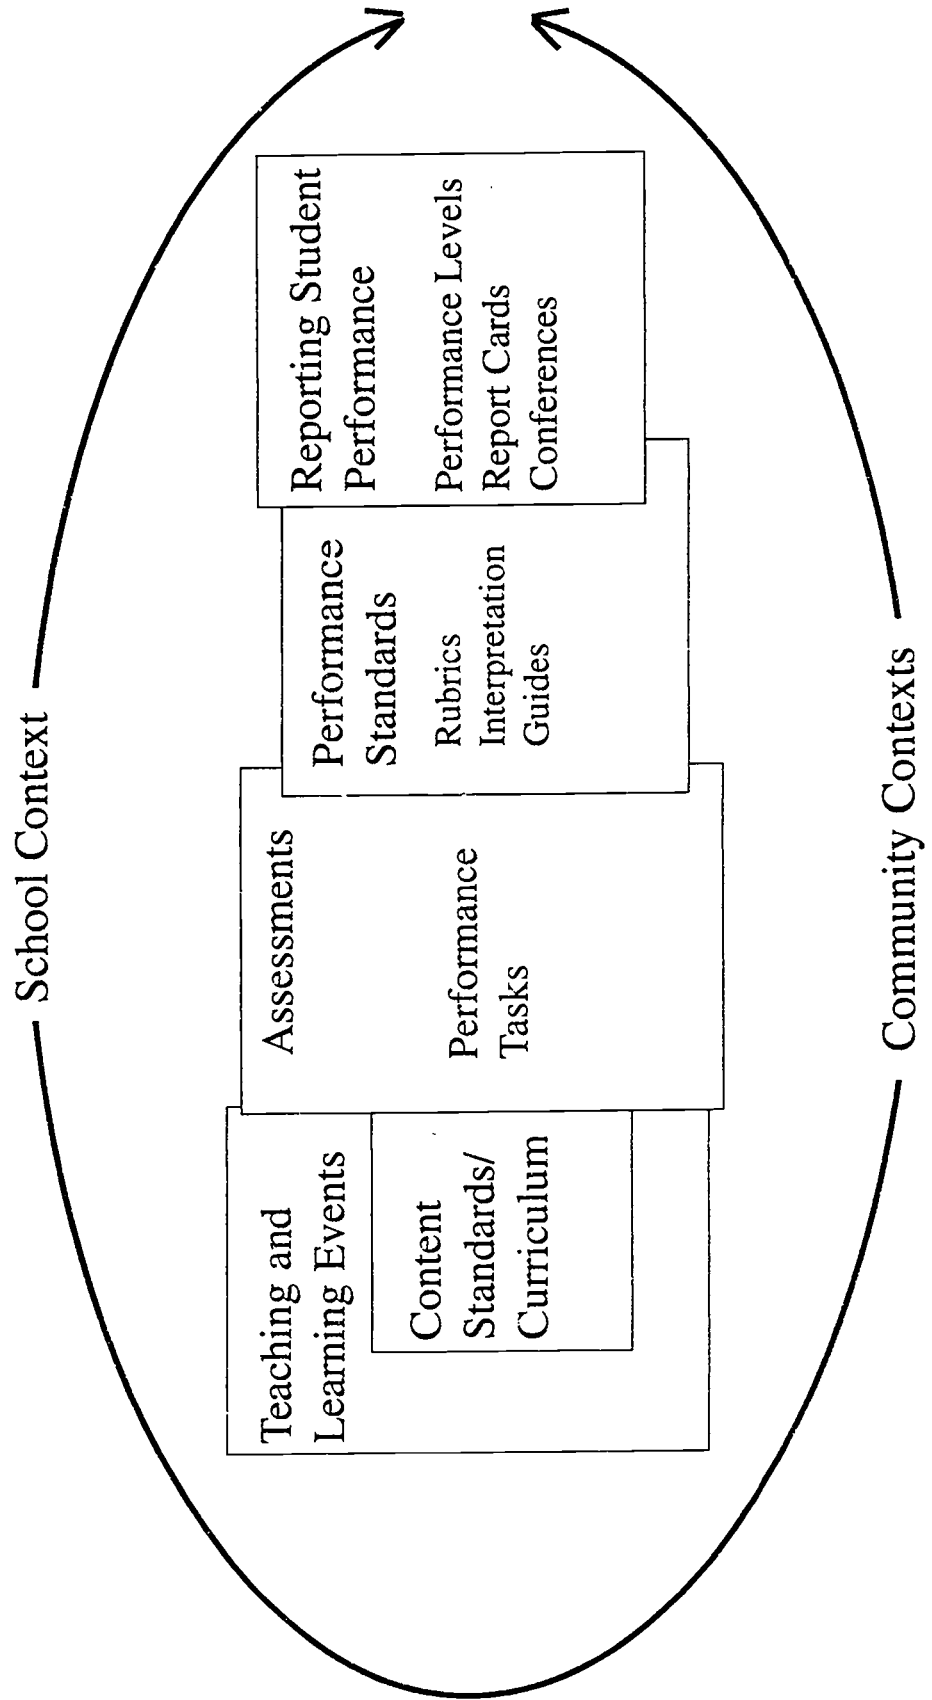 School Context
Teaching and
Learning Events
Content
Standards/
Curriculum
Assessments
Performance
Tasks
Performance
Standards
Rubrics
Interpretation
Guides
Reporting Student
Performance
Performance Levels
Report Cards
Conferences
Community Contexts